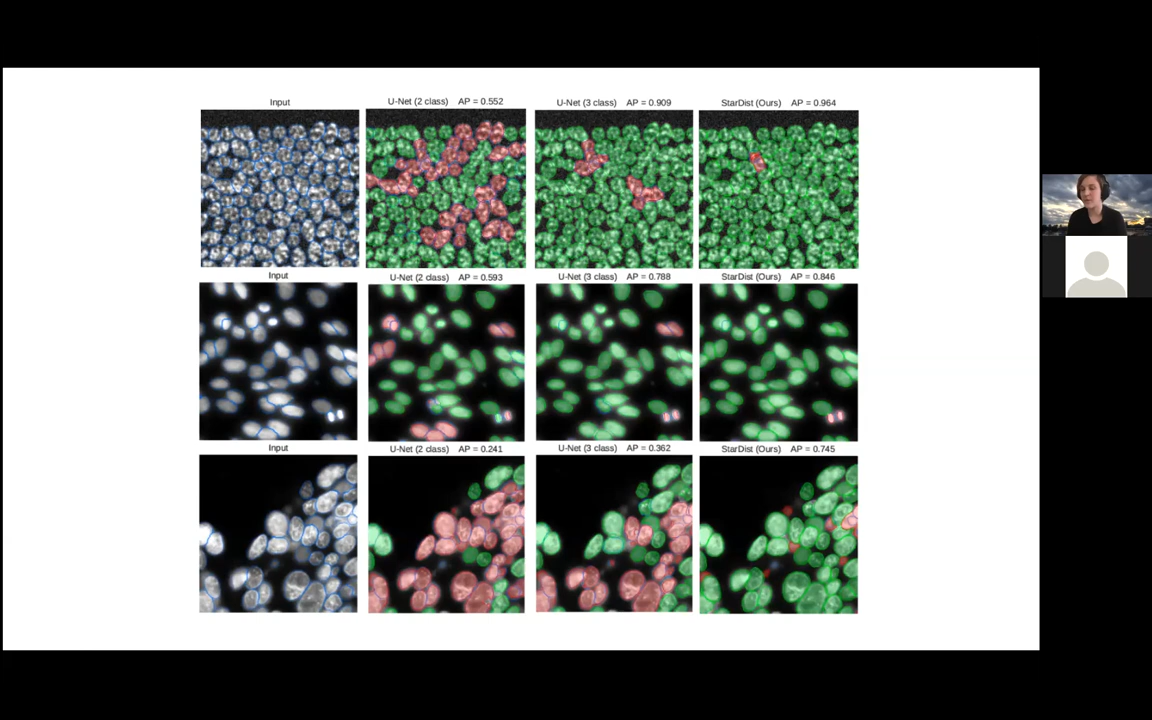 Input
U-Net (2 class) AP = 0.552
U-Net (3 class) AP = 0.909
StarDist (Ours) AP = 0.964
Input
U-Net (2 class) AP = 0.593
U-Net (3 class) AP = 0.788
StarDist (Ours) AP = 0.846
Input
U-Net (2 class) AP = 0.241
U-Net (3 class) AP = 0.362
StarDist (Ours) AP = 0.745